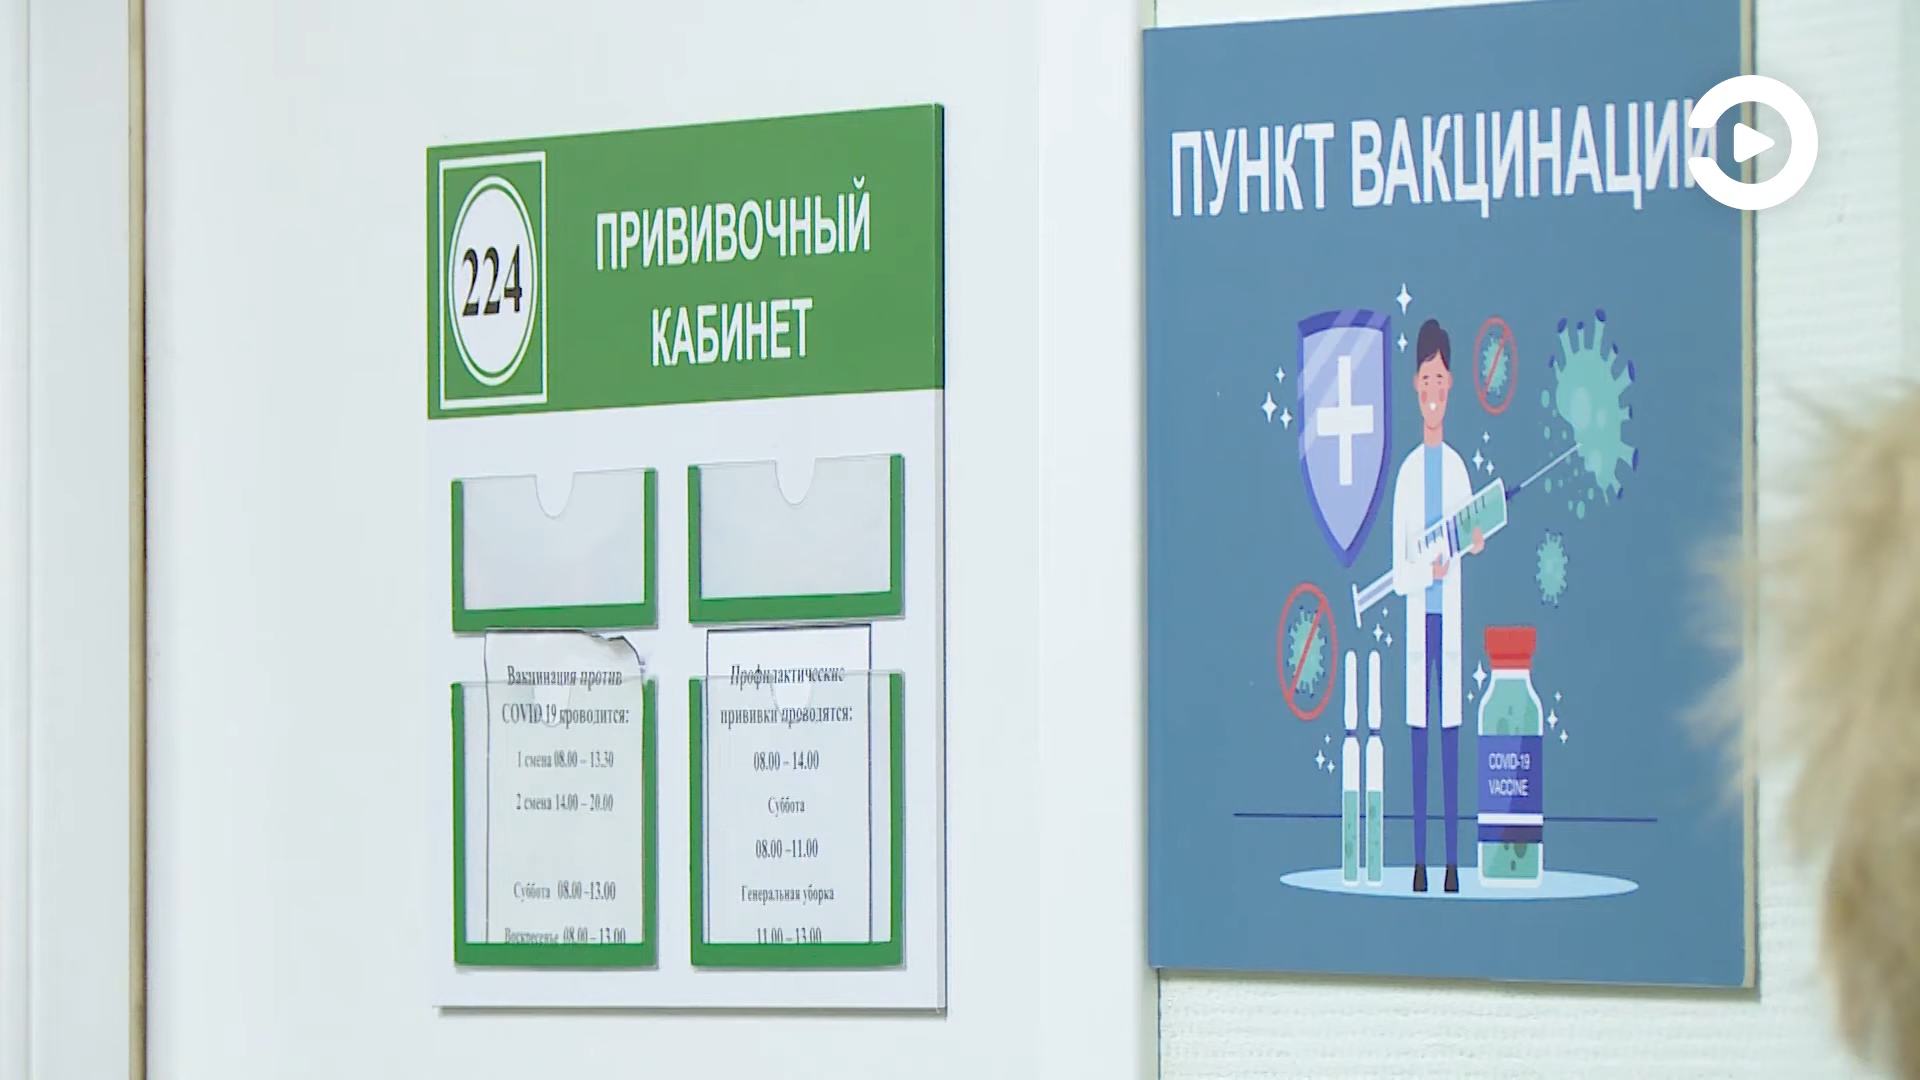 224
ПРИВИВОЧНЫЙ
КАБИНЕТ
Вакцинация против
COVID 19 проводится:
1 смена 08.00 – 13.30
2 смена 14.00 – 20.00
Суббота 08.00 –13.00
Воскресенье 08.00 – 13.00
Профилактические
прививки проводятся:
08.00 – 14.00
Суббота
08.00 –11.00
Генеральная уборка
11.00 – 13.00
ПУНКТ ВАКЦИНАЦИИ
COVID-19
VACCINE